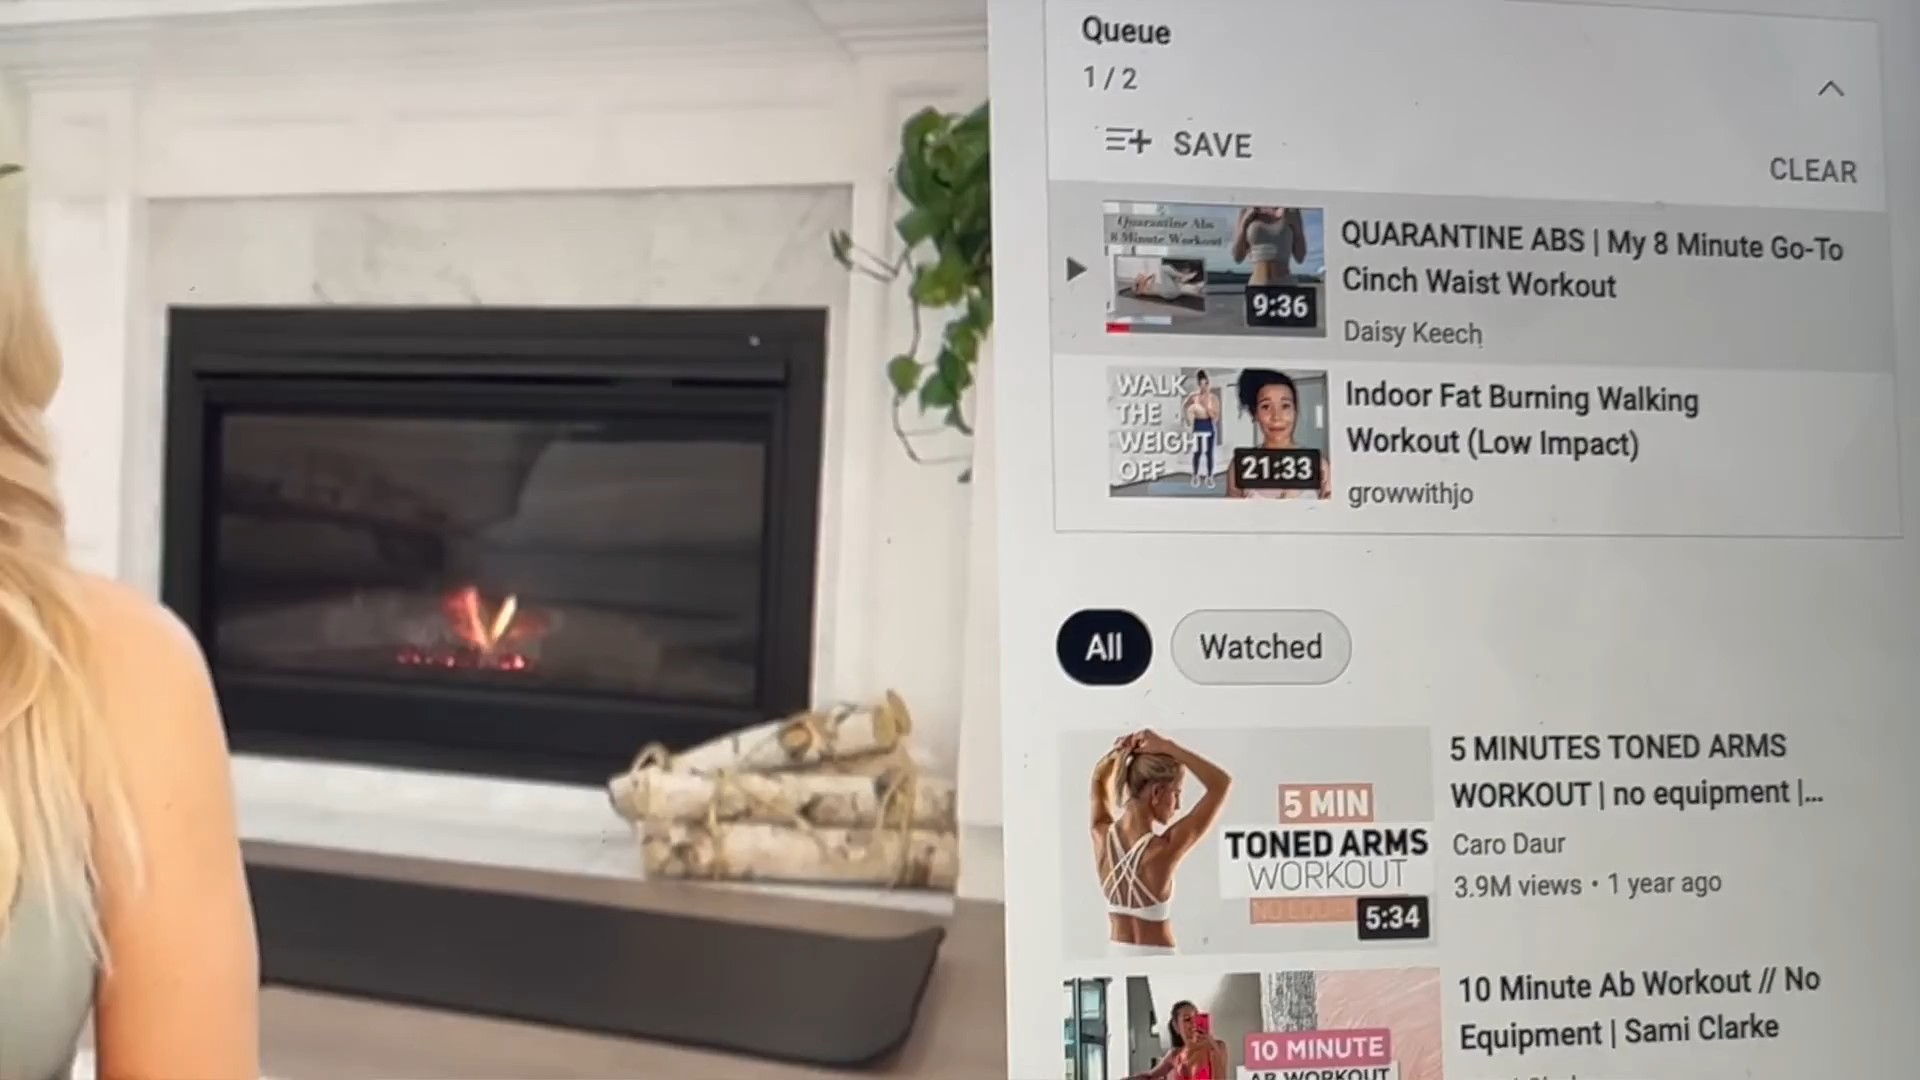 Queue
1 / 2
SAVE
CLEAR
Quarantine Abs
8 Minute Workout
9:36
QUARANTINE ABS | My 8 Minute Go-To
Cinch Waist Workout
Daisy Keech
WALK
THE
WEIGHT
OFF
21:33
Indoor Fat Burning Walking
Workout (Low Impact)
growwithjo
All
Watched
5 MIN
TONED ARMS
WORKOUT
NO EQUI
5:34
5 MINUTES TONED ARMS
WORKOUT | no equipment |...
Caro Daur
3.9M views • 1 year ago
10 MINUTE
AB WORKOUT
10 Minute Ab Workout // No
Equipment | Sami Clarke